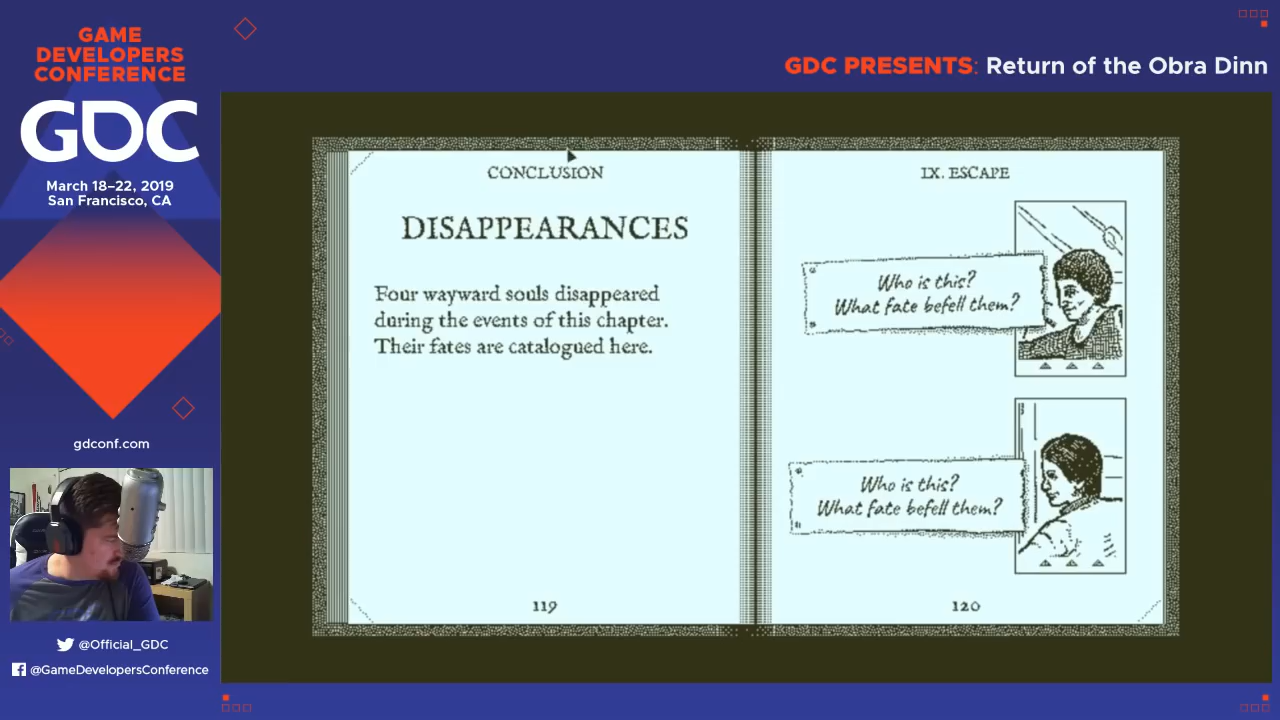 GAME
DEVELOPERS
CONFERENCE
GDC
March 18–22, 2019
San Francisco, CA
gdconf.com
@Official_GDC
@GameDevelopersConference
GDC PRESENTS: Return of the Obra Dinn
CONCLUSION
DISAPPEARANCES
Four wayward souls disappeared
during the events of this chapter.
Their fates are catalogued here.
119
IX. ESCAPE
Who is this?
What fate befell them?
Who is this?
What fate befell them?
120